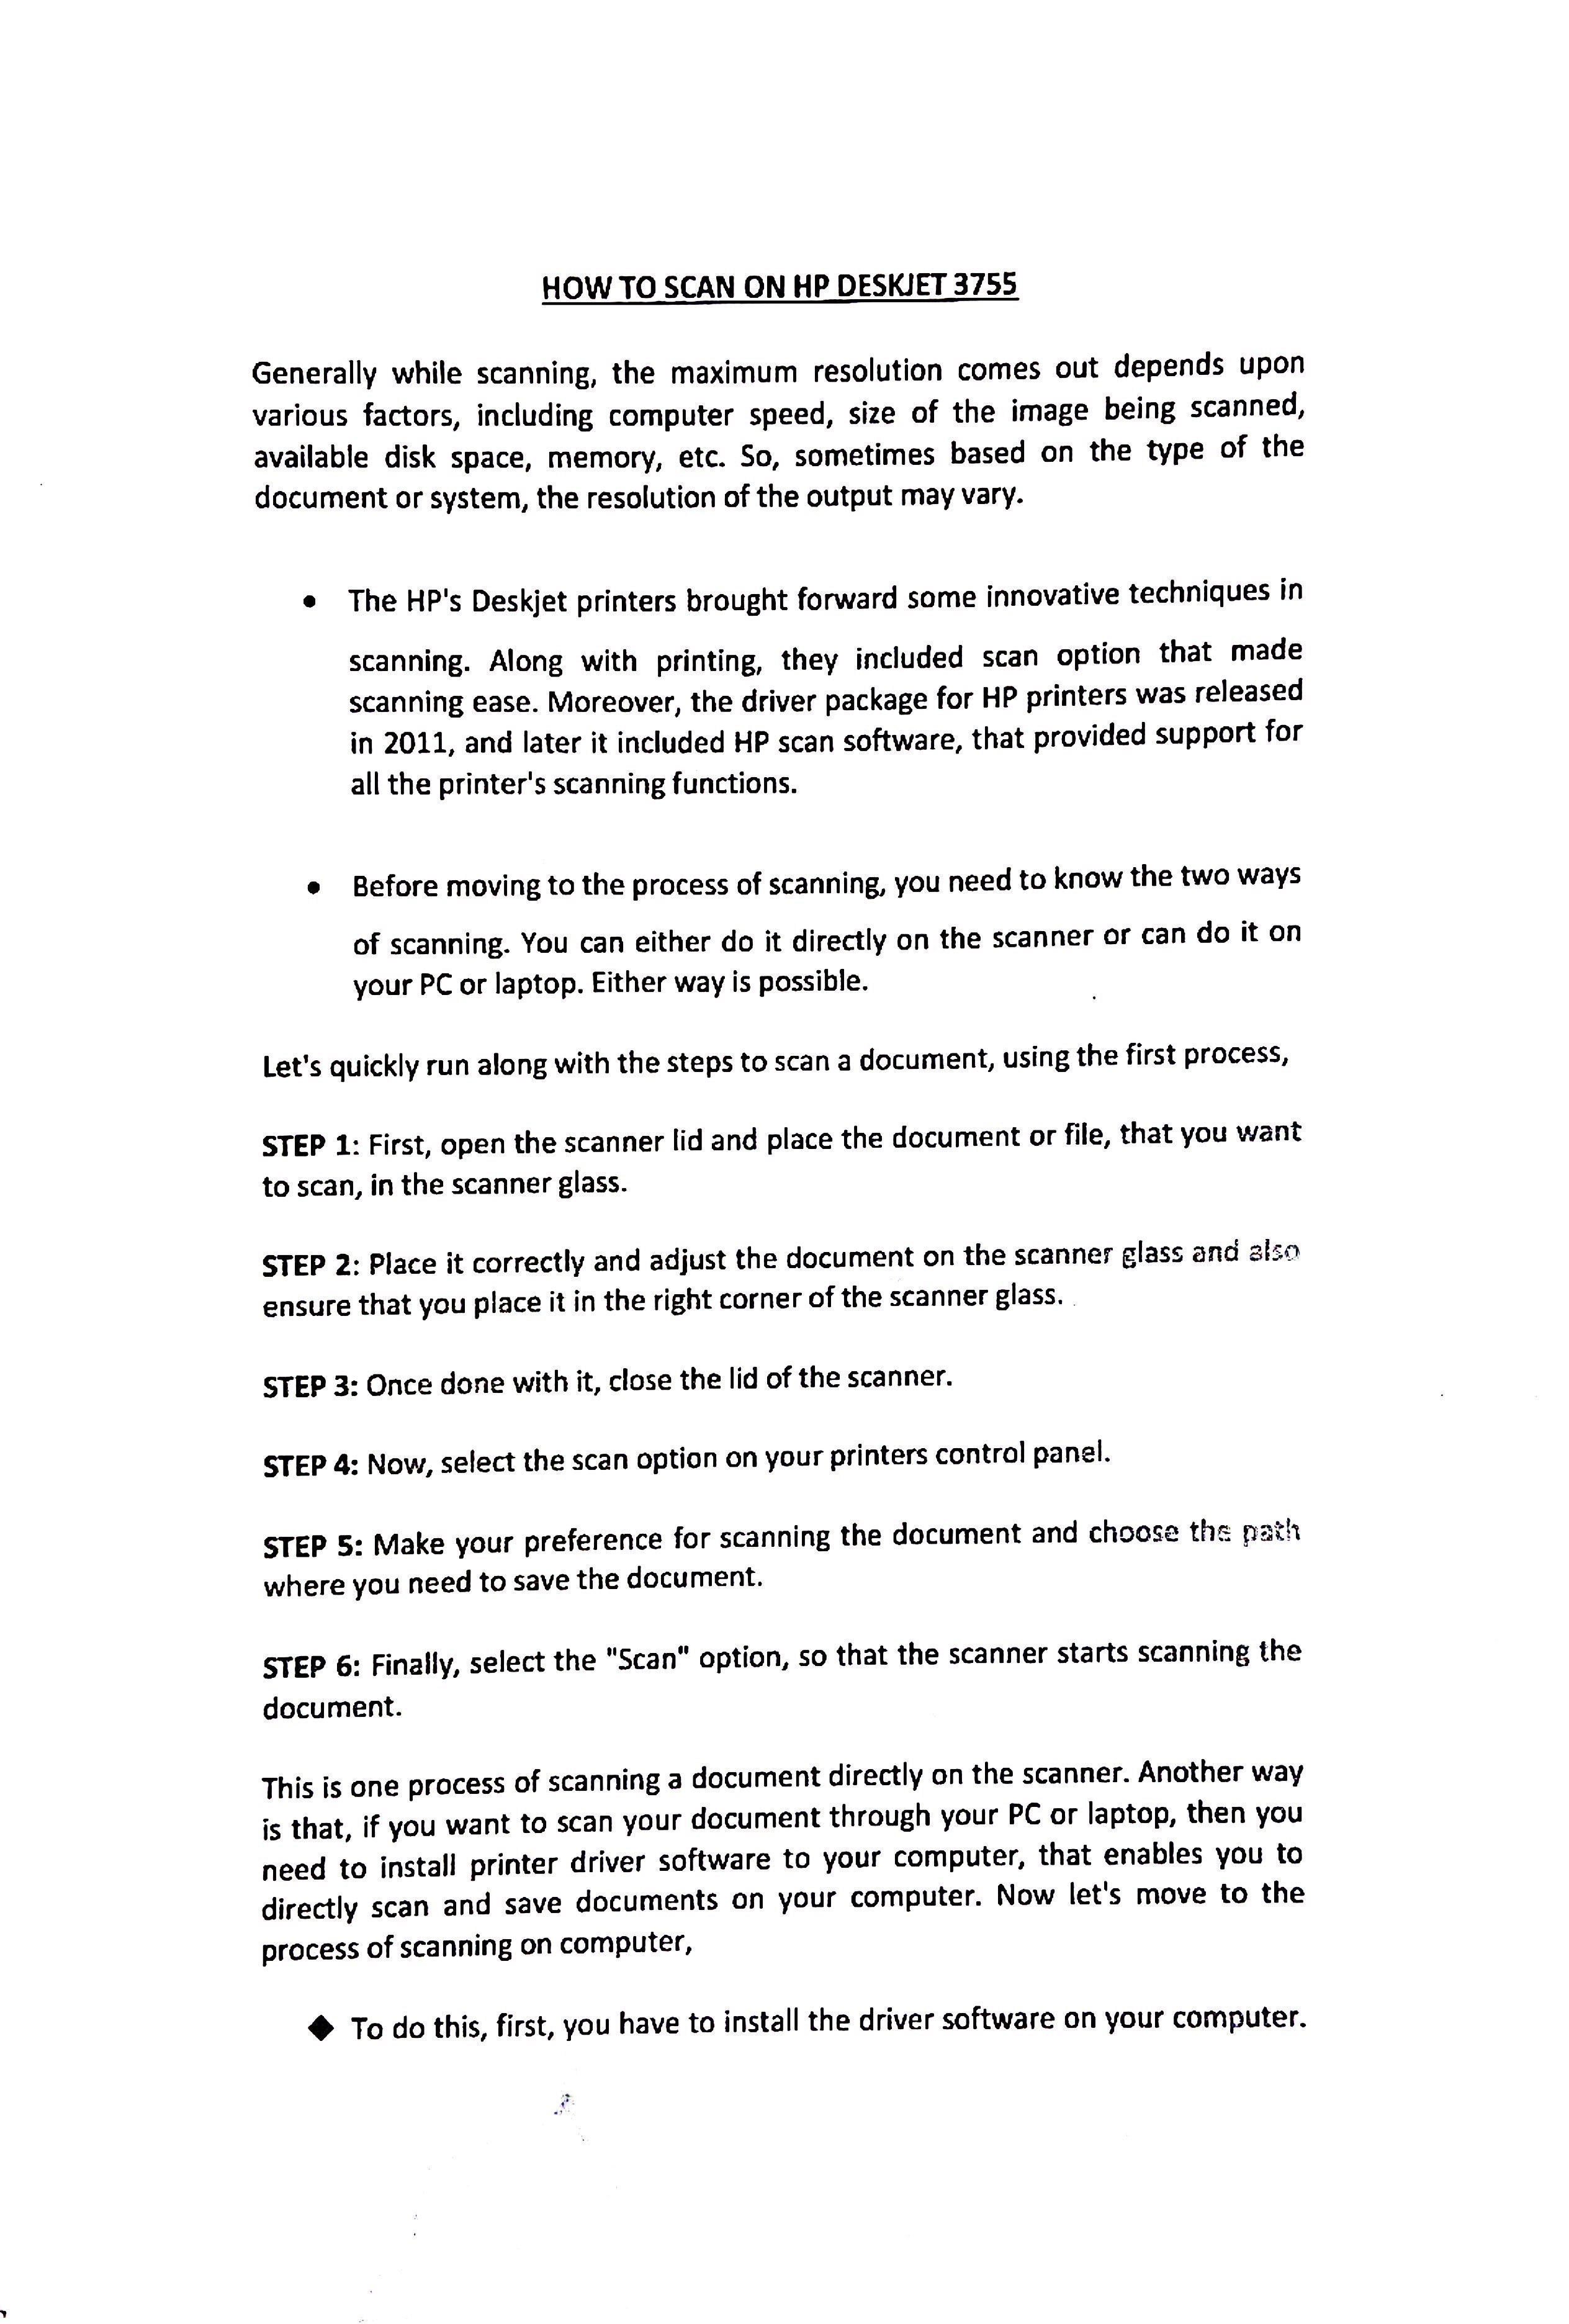 HOW TO SCAN ON HP DESKJET 3755
Generally while scanning, the maximum resolution comes out depends upon
various factors, including computer speed, size of the image being scanned,
available disk space, memory, etc. So, sometimes based on the type of the
document or system, the resolution of the output may vary.
• The HP's Deskjet printers brought forward some innovative techniques in
scanning. Along with printing, they included scan option that made
scanning ease. Moreover, the driver package for HP printers was released
in 2011, and later it included HP scan software, that provided support for
all the printer's scanning functions.
• Before moving to the process of scanning, you need to know the two ways
of scanning. You can either do it directly on the scanner or can do it on
your PC or laptop. Either way is possible.
Let's quickly run along with the steps to scan a document, using the first process,
STEP 1: First, open the scanner lid and place the document or file, that you want
to scan, in the scanner glass.
STEP 2: Place it correctly and adjust the document on the scanner glass and also
ensure that you place it in the right corner of the scanner glass.
STEP 3: Once done with it, close the lid of the scanner.
STEP 4: Now, select the scan option on your printers control panel.
STEP 5: Make your preference for scanning the document and choose the path
where you need to save the document.
STEP 6: Finally, select the "Scan" option, so that the scanner starts scanning the
document.
This is one process of scanning a document directly on the scanner. Another way
is that, if you want to scan your document through your PC or laptop, then you
need to install printer driver software to your computer, that enables you to
directly scan and save documents on your computer. Now let's move to the
process of scanning on computer,
◆ To do this, first, you have to install the driver software on your computer.